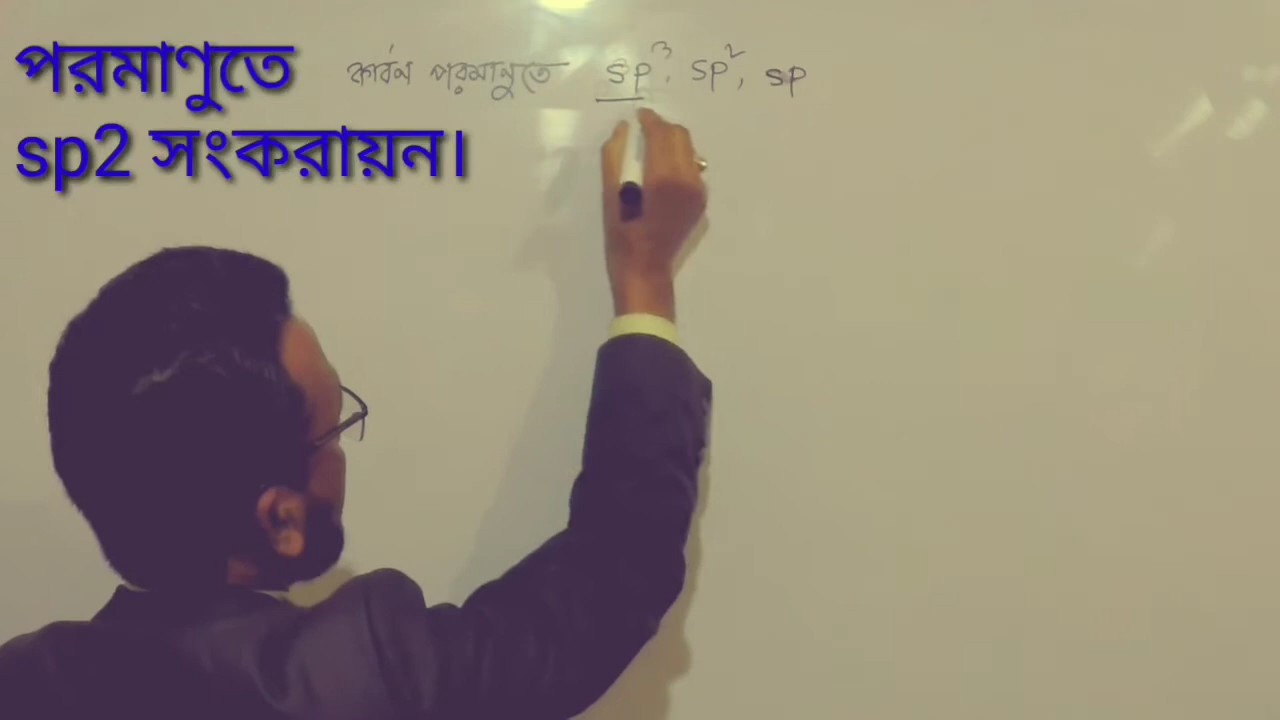 পরমাণুতে
sp2 সংকরায়ন।
কার্বন পরমাণুতে sp³, sp², sp